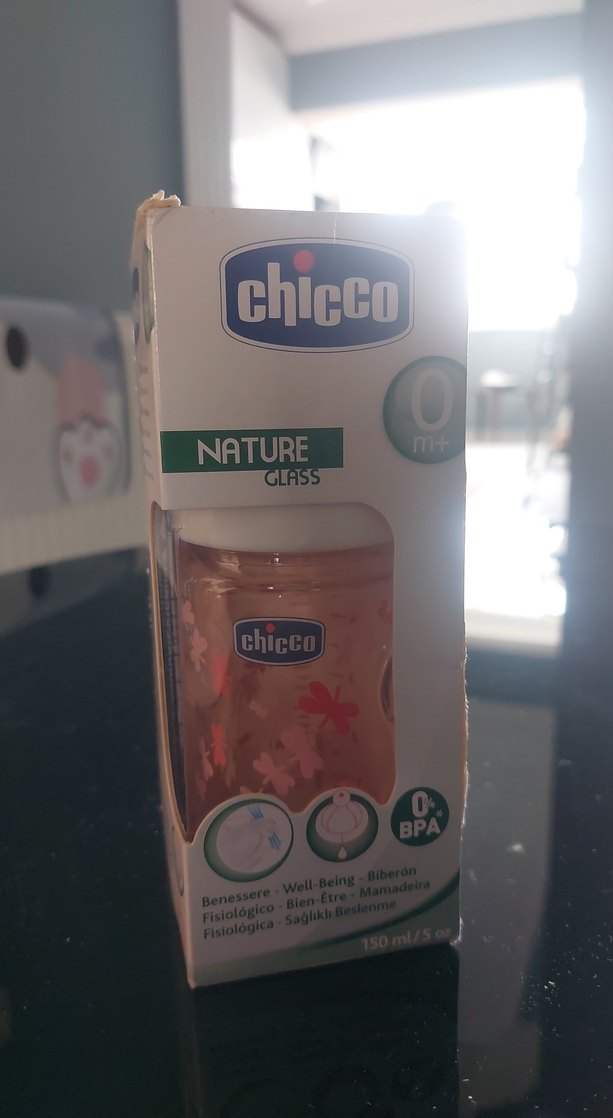 chicco
0
m+
NATURE
GLASS
chicco
0%*
BPA
Benessere - Well-Being - Biberón
Fisiológico - Bien-Être - Mamadeira
Fisiológica - Sağlıklı Beslenme
150 ml/5 oz